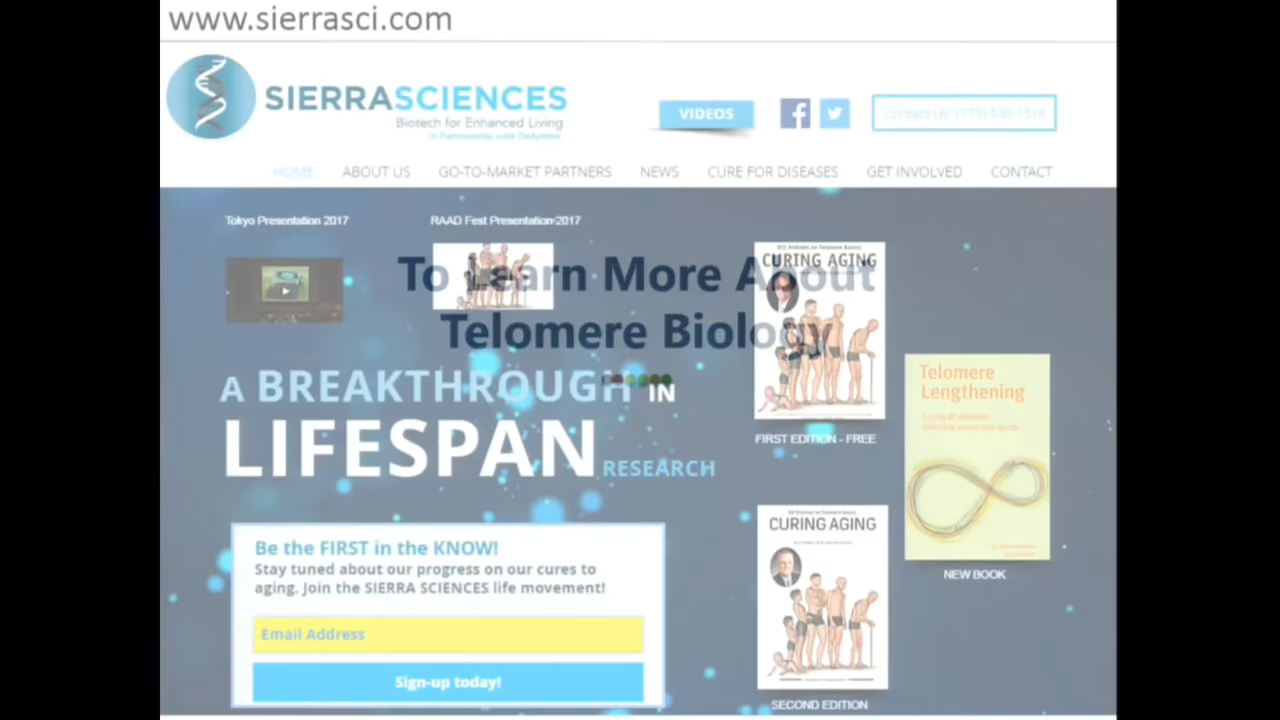 www.sierrasci.com
SIERRASCIENCES
Biotech for Enhanced Living
In Partnership with Defytime
VIDEOS
HOME ABOUT US GO-TO-MARKET PARTNERS NEWS CURE FOR DISEASES GET INVOLVED CONTACT
Tokyo Presentation 2017 RAAD Fest Presentation 2017
To Learn More About
Telomere Biology
A BREAKTHROUGH IN
LIFESPAN RESEARCH
CURING AGING
FIRST EDITION - FREE
Telomere
Lengthening
NEW BOOK
CURING AGING
SECOND EDITION
Be the FIRST in the KNOW!
Stay tuned about our progress on our cures to
aging. Join the SIERRA SCIENCES life movement!
Email Address
Sign-up today!